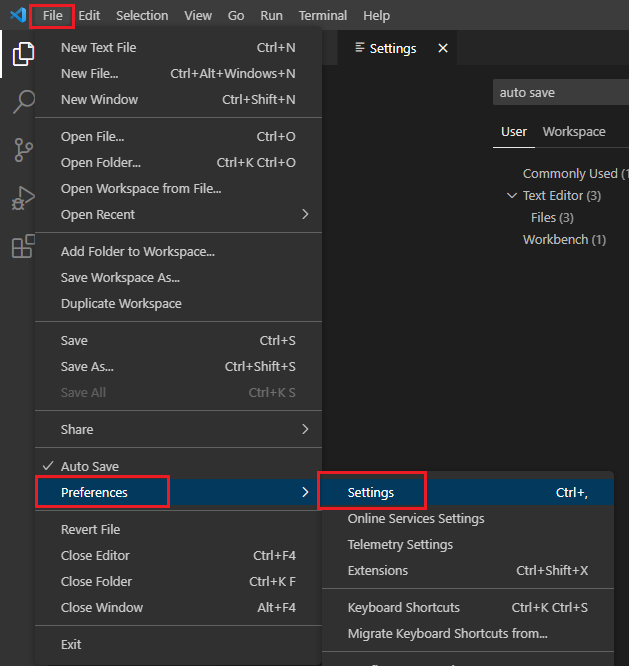 File Edit Selection View Go Run Terminal Help
New Text File Ctrl+N
New File... Ctrl+Alt+Windows+N
New Window Ctrl+Shift+N
Open File... Ctrl+O
Open Folder... Ctrl+K Ctrl+O
Open Workspace from File...
Open Recent
Add Folder to Workspace...
Save Workspace As...
Duplicate Workspace
Save Ctrl+S
Save As... Ctrl+Shift+S
Save All Ctrl+K S
Share
Auto Save
Preferences
Revert File
Close Editor Ctrl+F4
Close Folder Ctrl+K F
Close Window Alt+F4
Exit
Settings
auto save
User Workspace
Commonly Used (1
Text Editor (3)
Files (3)
Workbench (1)
Settings Ctrl+,
Online Services Settings
Telemetry Settings
Extensions Ctrl+Shift+X
Keyboard Shortcuts Ctrl+K Ctrl+S
Migrate Keyboard Shortcuts from...